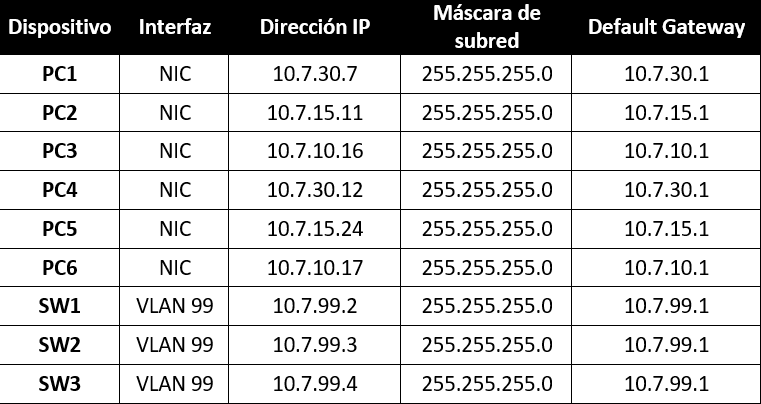 Dispositivo Interfaz Dirección IP Máscara de subred Default Gateway
PC1 NIC 10.7.30.7 255.255.255.0 10.7.30.1
PC2 NIC 10.7.15.11 255.255.255.0 10.7.15.1
PC3 NIC 10.7.10.16 255.255.255.0 10.7.10.1
PC4 NIC 10.7.30.12 255.255.255.0 10.7.30.1
PC5 NIC 10.7.15.24 255.255.255.0 10.7.15.1
PC6 NIC 10.7.10.17 255.255.255.0 10.7.10.1
SW1 VLAN 99 10.7.99.2 255.255.255.0 10.7.99.1
SW2 VLAN 99 10.7.99.3 255.255.255.0 10.7.99.1
SW3 VLAN 99 10.7.99.4 255.255.255.0 10.7.99.1